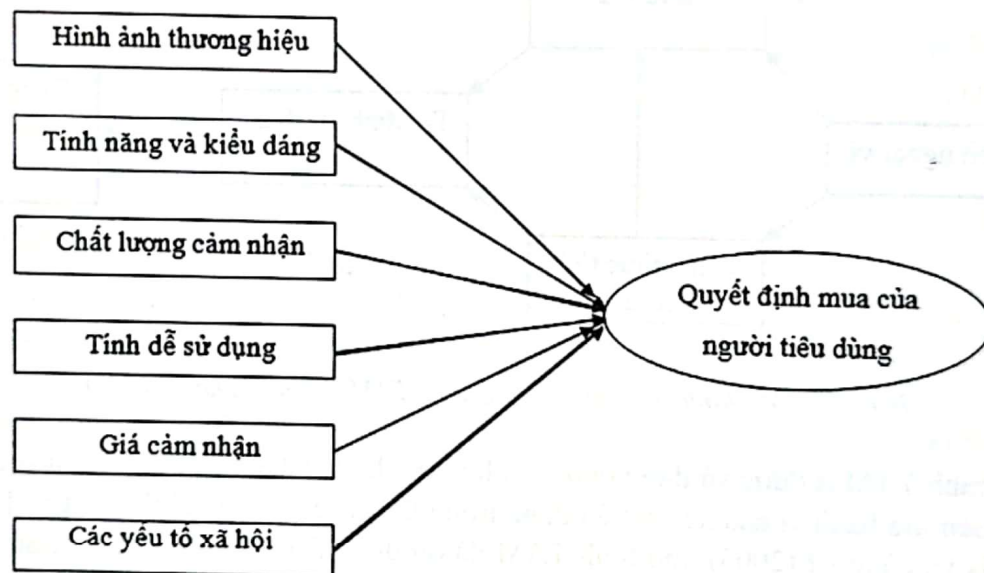 Hình ảnh thương hiệu
Tính năng và kiểu dáng
Chất lượng cảm nhận
Tính dễ sử dụng
Giá cảm nhận
Các yếu tố xã hội
Quyết định mua của
người tiêu dùng